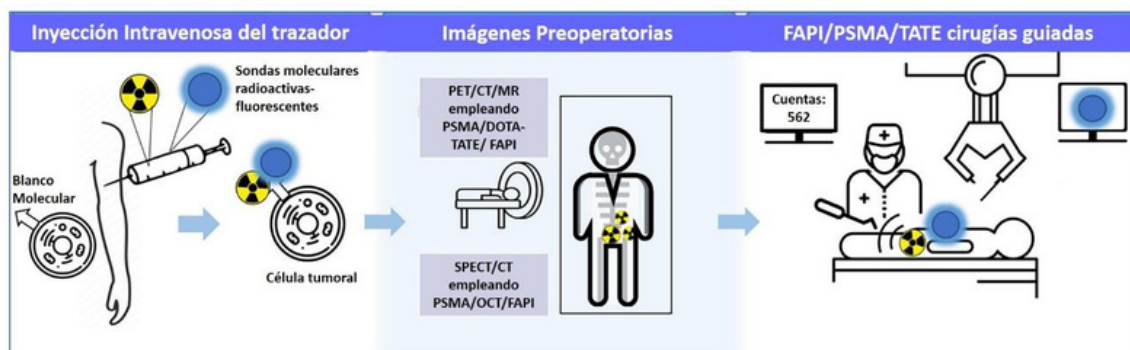 Inyección Intravenosa del trazador
Imágenes Preoperatorias
FAPI/PSMA/TATE cirugías guiadas
Sondas moleculares
radioactivas-
fluorescentes
Blanco
Molecular
Célula tumoral
PET/CT/MR
empleando
PSMA/DOTA-
TATE/ FAPI
SPECT/CT
empleando
PSMA/OCT/FAPI
Cuentas:
562